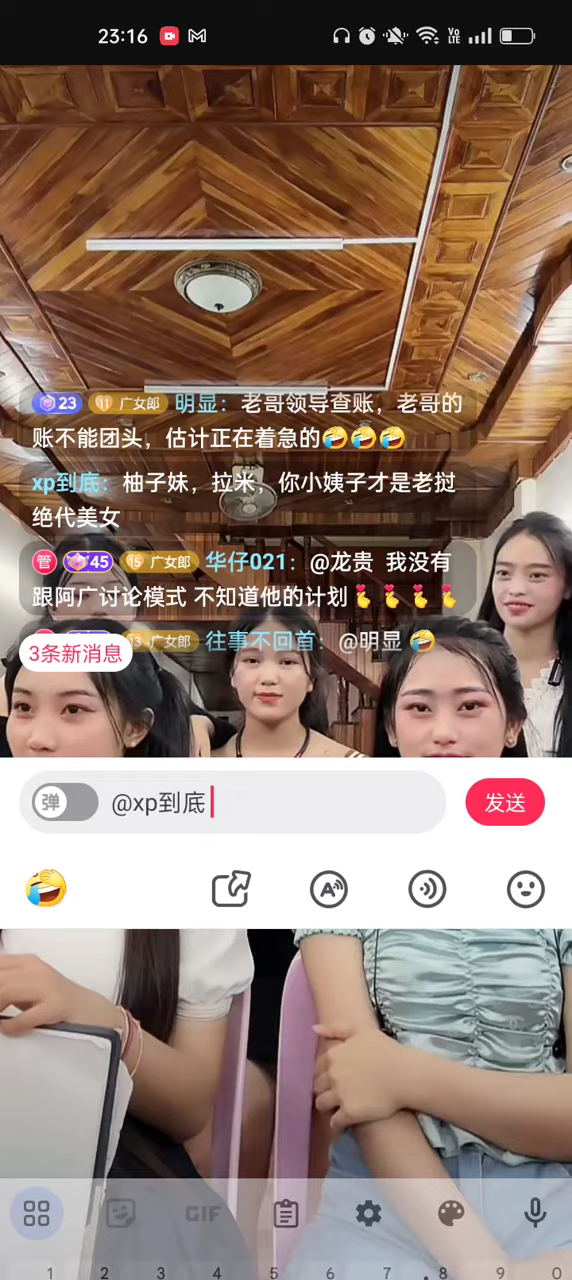 23:16
VO
LTE
23 11 广女郎 明显：老哥领导查账，老哥的
账不能团头，估计正在着急的🤣🤣🤣
xp到底：柚子妹，拉米，你小姨子才是老挝
绝代美女
管 45 15 广女郎 华仔021：@龙贵 我没有
跟阿广讨论模式 不知道他的计划🫰🫰🫰🫰
13 广女郎 往事不回首：@明显 🤣
3条新消息
弹 @xp到底 发送
A
GIF
1 2 3 4 5 6 7 8 9 0